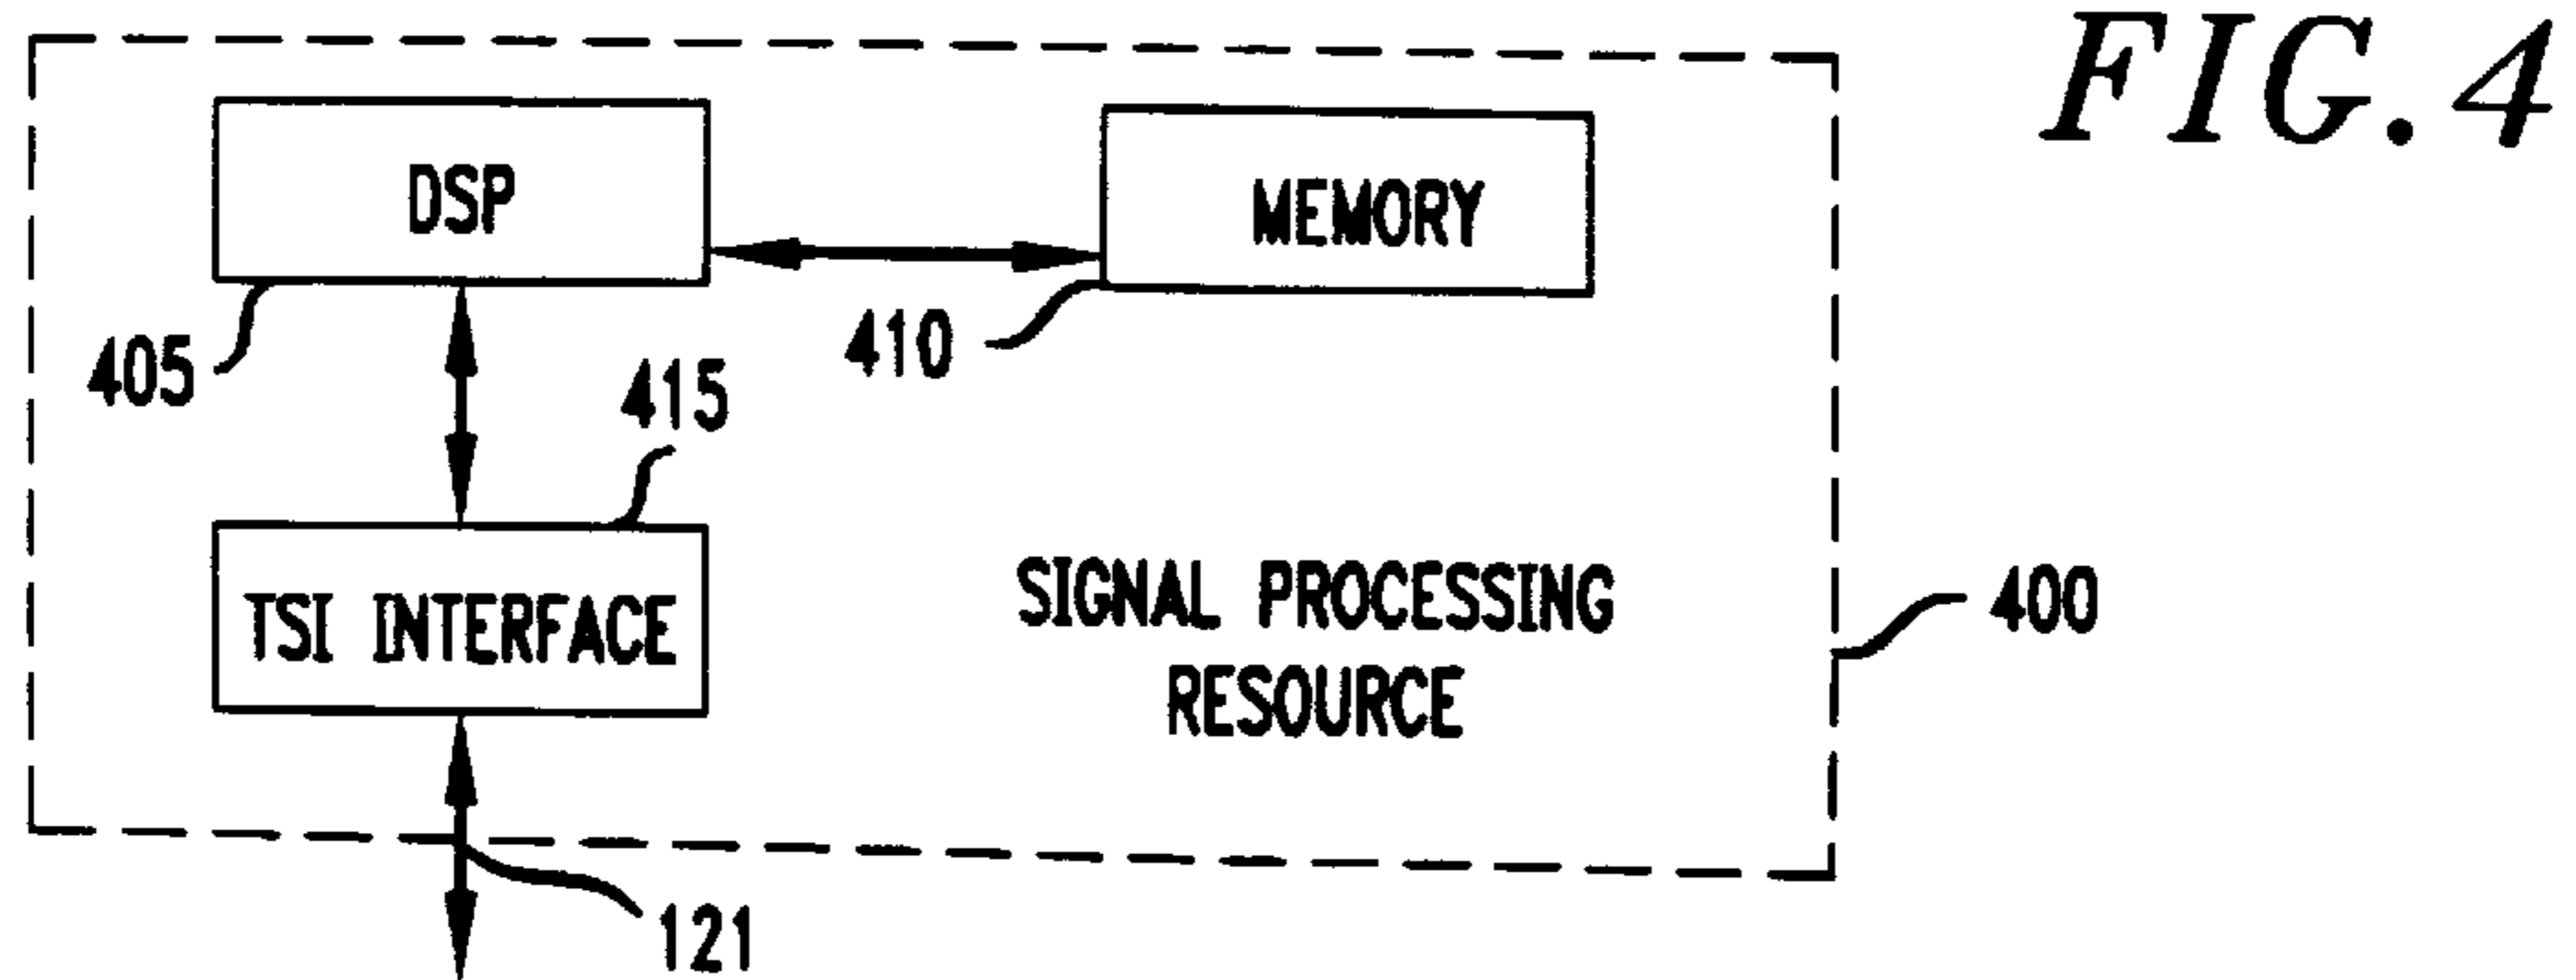 FIG. 4
DSP
MEMORY
405
410
415
TSI INTERFACE
SIGNAL PROCESSING
RESOURCE
400
121